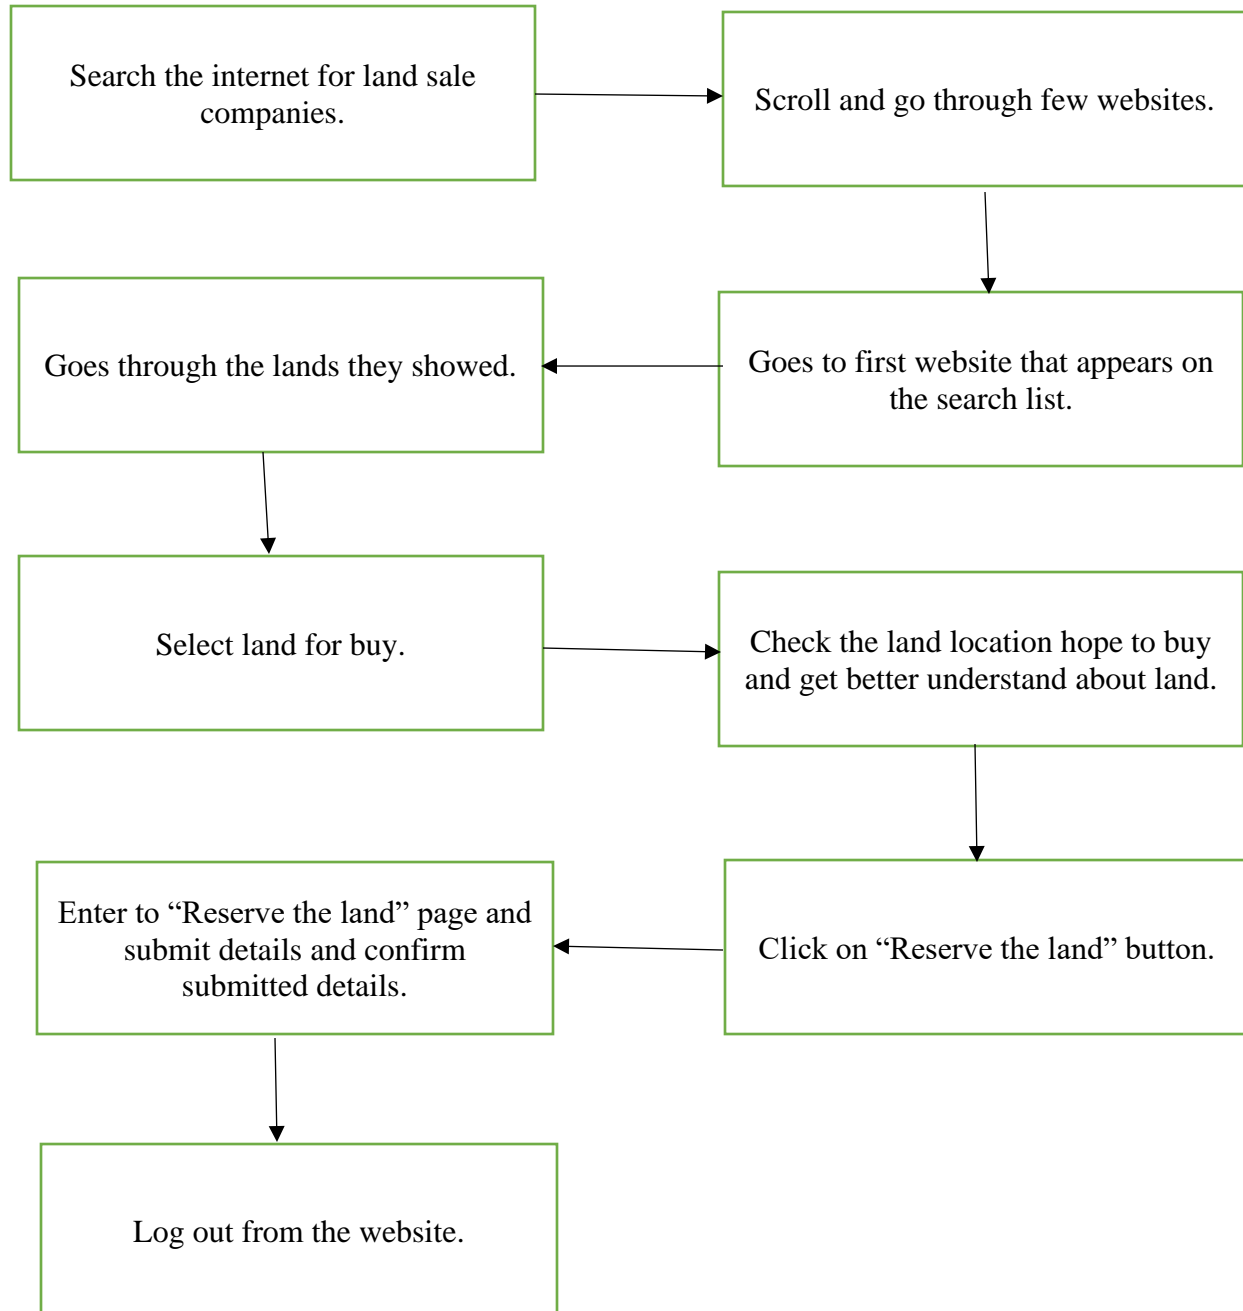 Search the internet for land sale
companies.
Scroll and go through few websites.
Goes to first website that appears on
the search list.
Goes through the lands they showed.
Select land for buy.
Check the land location hope to buy
and get better understand about land.
Click on “Reserve the land” button.
Enter to “Reserve the land” page and
submit details and confirm
submitted details.
Log out from the website.